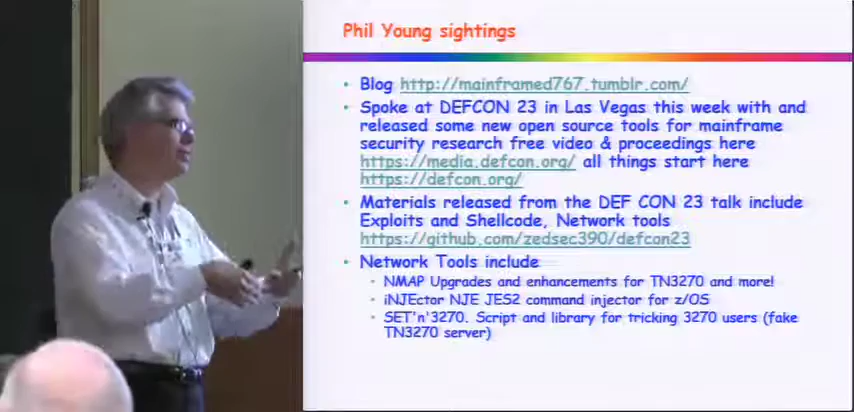 Phil Young sightings
• Blog http://mainframed767.tumblr.com/
• Spoke at DEFCON 23 in Las Vegas this week with and
released some new open source tools for mainframe
security research free video & proceedings here
https://media.defcon.org/ all things start here
https://defcon.org/
• Materials released from the DEF CON 23 talk include
Exploits and Shellcode, Network tools
https://github.com/zedsec390/defcon23
• Network Tools include
• NMAP Upgrades and enhancements for TN3270 and more!
• iNJEctor NJE JES2 command injector for z/OS
• SET'n'3270. Script and library for tricking 3270 users (fake
TN3270 server)